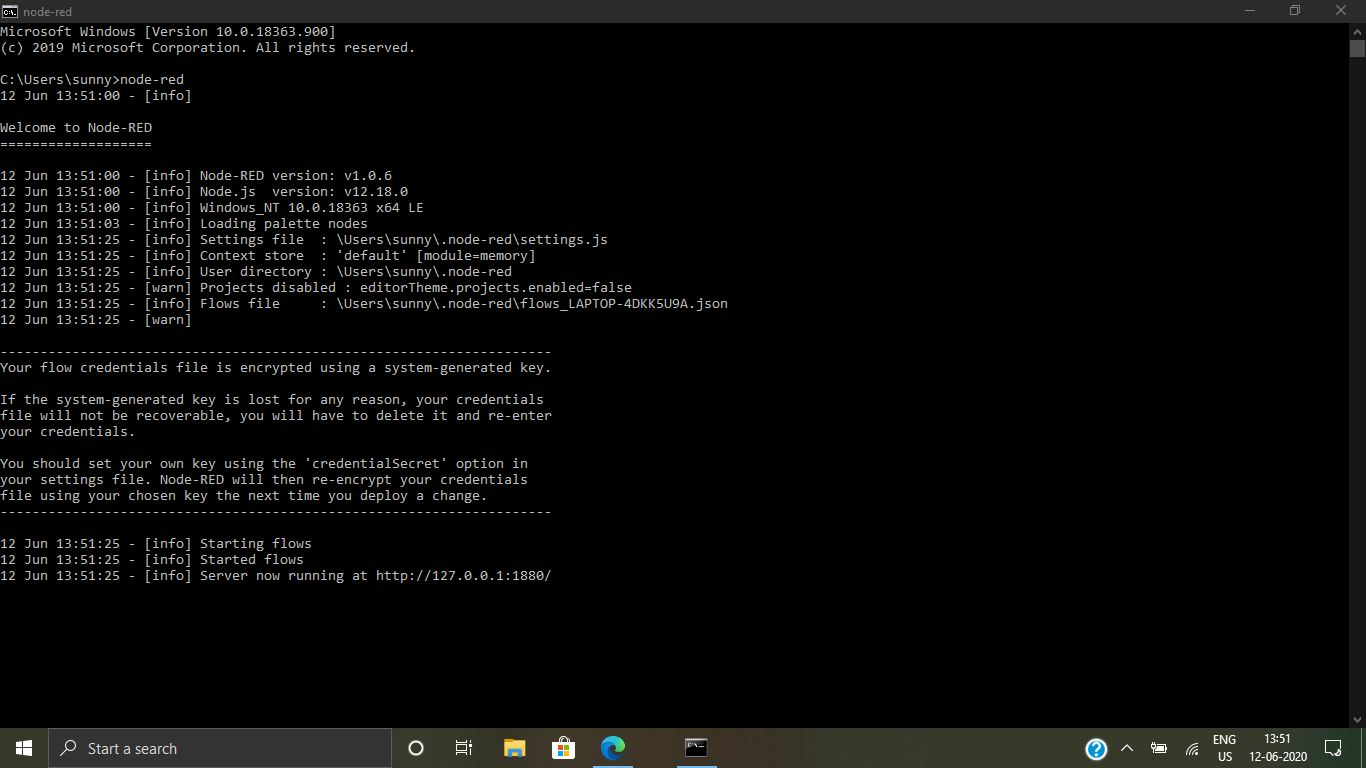 node-red
Microsoft Windows [Version 10.0.18363.900]
(c) 2019 Microsoft Corporation. All rights reserved.
C:\Users\sunny>node-red
12 Jun 13:51:00 - [info]
Welcome to Node-RED
===================
12 Jun 13:51:00 - [info] Node-RED version: v1.0.6
12 Jun 13:51:00 - [info] Node.js  version: v12.18.0
12 Jun 13:51:00 - [info] Windows_NT 10.0.18363 x64 LE
12 Jun 13:51:03 - [info] Loading palette nodes
12 Jun 13:51:25 - [info] Settings file  : \Users\sunny\.node-red\settings.js
12 Jun 13:51:25 - [info] Context store  : 'default' [module=memory]
12 Jun 13:51:25 - [info] User directory : \Users\sunny\.node-red
12 Jun 13:51:25 - [warn] Projects disabled : editorTheme.projects.enabled=false
12 Jun 13:51:25 - [info] Flows file     : \Users\sunny\.node-red\flows_LAPTOP-4DKK5U9A.json
12 Jun 13:51:25 - [warn]
---------------------------------------------------------------------
Your flow credentials file is encrypted using a system-generated key.
If the system-generated key is lost for any reason, your credentials
file will not be recoverable, you will have to delete it and re-enter
your credentials.
You should set your own key using the 'credentialSecret' option in
your settings file. Node-RED will then re-encrypt your credentials
file using your chosen key the next time you deploy a change.
---------------------------------------------------------------------
12 Jun 13:51:25 - [info] Starting flows
12 Jun 13:51:25 - [info] Started flows
12 Jun 13:51:25 - [info] Server now running at http://127.0.0.1:1880/
Start a search
ENG
US
13:51
12-06-2020